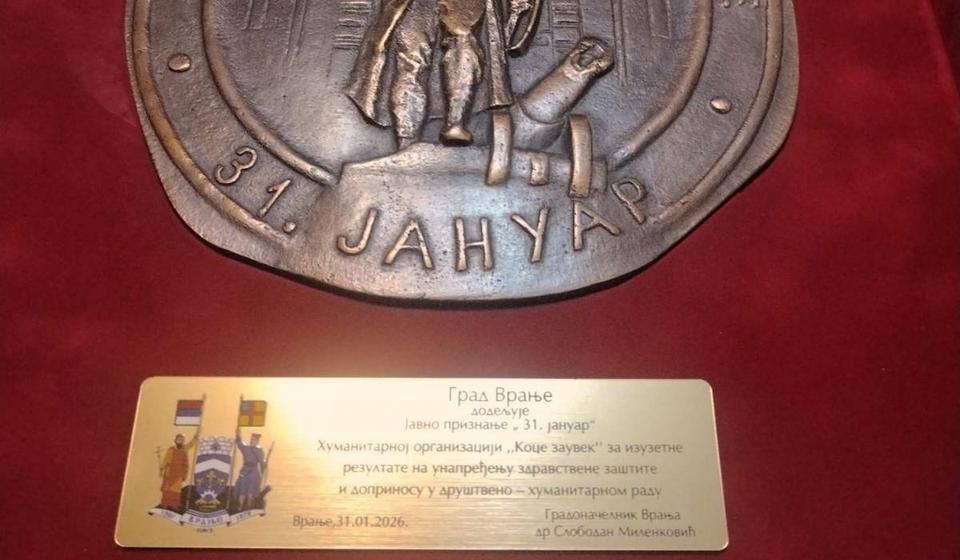 31. ЈАНУАР
Град Врање
додељује
Јавно признање „ 31. јануар“
Хуманитарној организацији ,,Коце заувек'' за изузетне
резултате на унапређењу здравствене заштите
и доприносу у друштвено – хуманитарном раду
Врање,31.01.2026.
Градоначелник Врања
др Слободан Миленковић
ВРАЊЕ